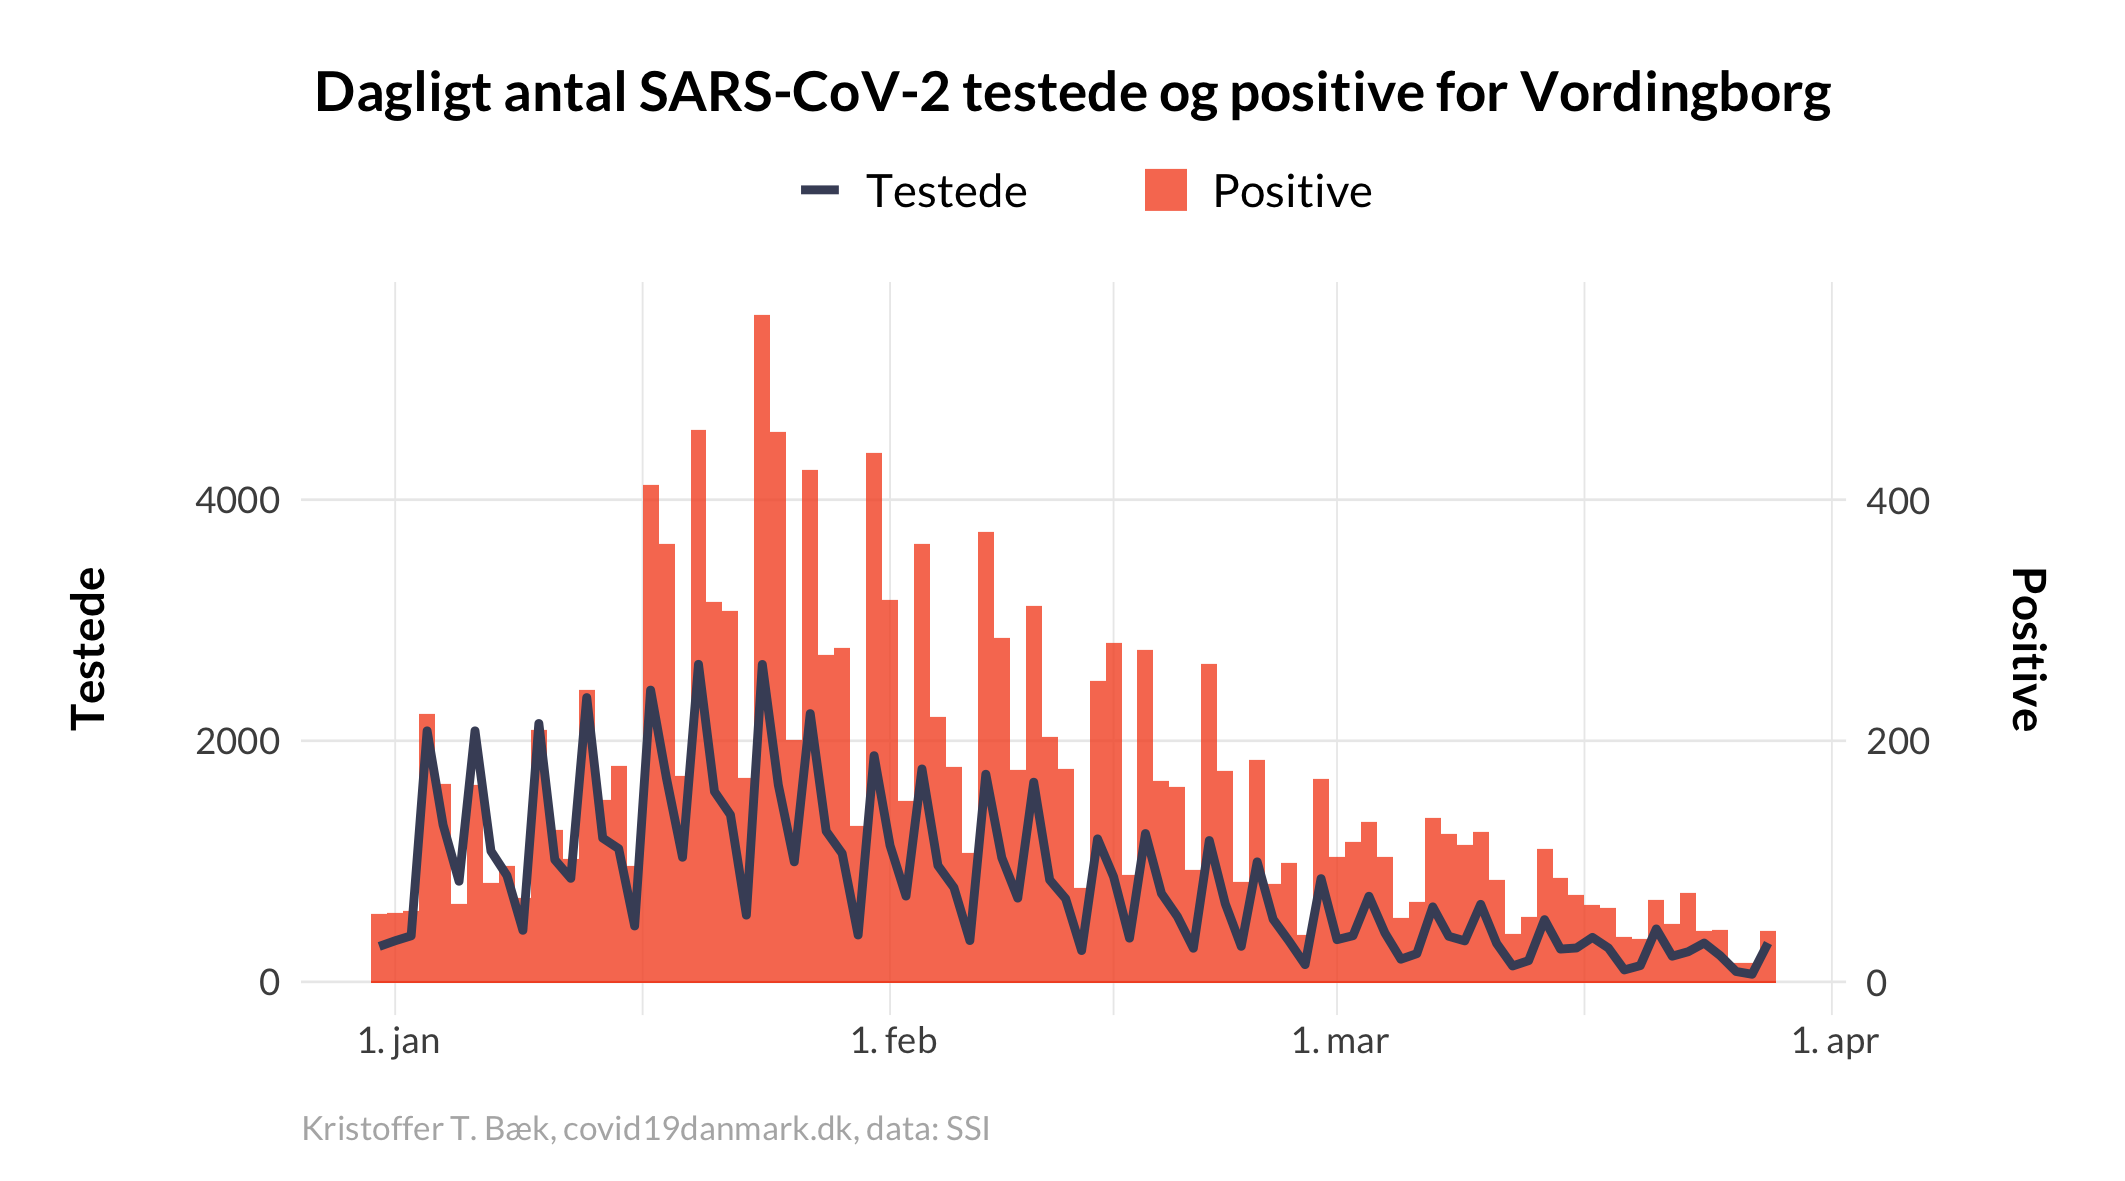 Dagligt antal SARS-CoV-2 testede og positive for Vordingborg
Testede
Positive
4000
2000
0
Testede
400
200
0
Positive
1. jan
1. feb
1. mar
1. apr
Kristoffer T. Bæk, covid19danmark.dk, data: SSI